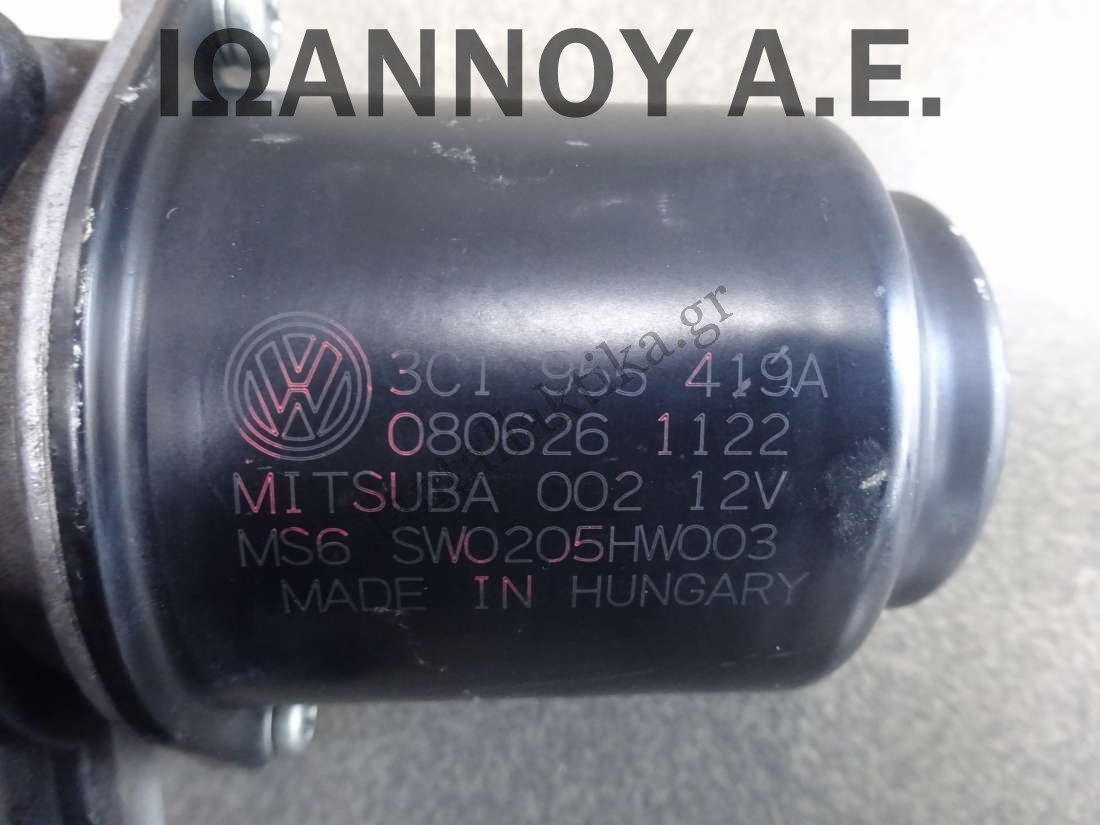 ΙΩΑΝΝΟΥ Α.Ε.
3C1 955 419A
080626 1122
MITSUBA 002 12V
MS6 SW0205HW003
MADE IN HUNGARY